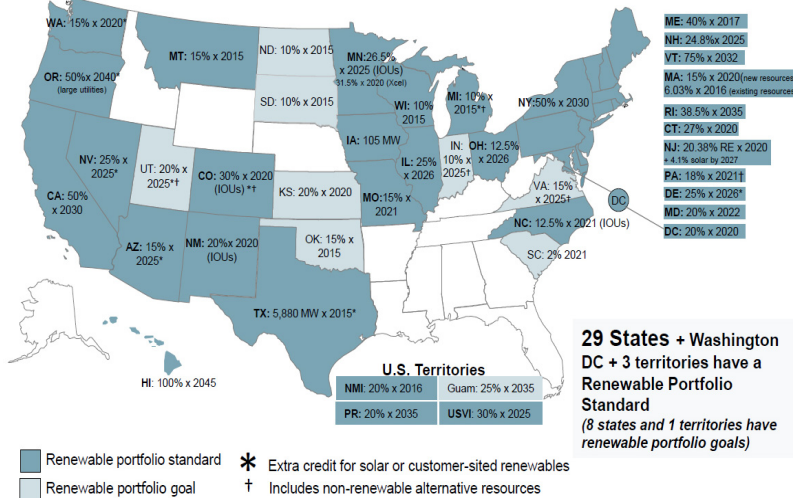 WA: 15% x 2020*
OR: 50%x 2040*
(large utilities)
CA: 50%
x 2030
NV: 25% x
2025*
UT: 20% x
2025*†
AZ: 15% x
2025*
MT: 15% x 2015
CO: 30% x 2020
(IOUs) *†
NM: 20%x 2020
(IOUs)
ND: 10% x 2015
SD: 10% x 2015
KS: 20% x 2020
OK: 15% x
2015
TX: 5,880 MW x 2015*
MN:26.5%
x 2025 (IOUs)
31.5% x 2020 (Xcel)
IA: 105 MW
MO:15% x
2021
WI: 10%
2015
IL: 25%
x 2026
MI: 10% x
2015*†
IN:
10% x
2025†
OH: 12.5%
x 2026
NY:50% x 2030
VA: 15%
x 2025†
NC: 12.5% x 2021 (IOUs)
SC: 2% 2021
DC
HI: 100% x 2045
ME: 40% x 2017
NH: 24.8%x 2025
VT: 75% x 2032
MA: 15% x 2020(new resources)
6.03% x 2016 (existing resources)
RI: 38.5% x 2035
CT: 27% x 2020
NJ: 20.38% RE x 2020
+ 4.1% solar by 2027
PA: 18% x 2021†
DE: 25% x 2026*
MD: 20% x 2022
DC: 20% x 2020
U.S. Territories
NMI: 20% x 2016
Guam: 25% x 2035
PR: 20% x 2035
USVI: 30% x 2025
29 States + Washington
DC + 3 territories have a
Renewable Portfolio
Standard
(8 states and 1 territories have
renewable portfolio goals)
Renewable portfolio standard
Renewable portfolio goal
* Extra credit for solar or customer-sited renewables
† Includes non-renewable alternative resources